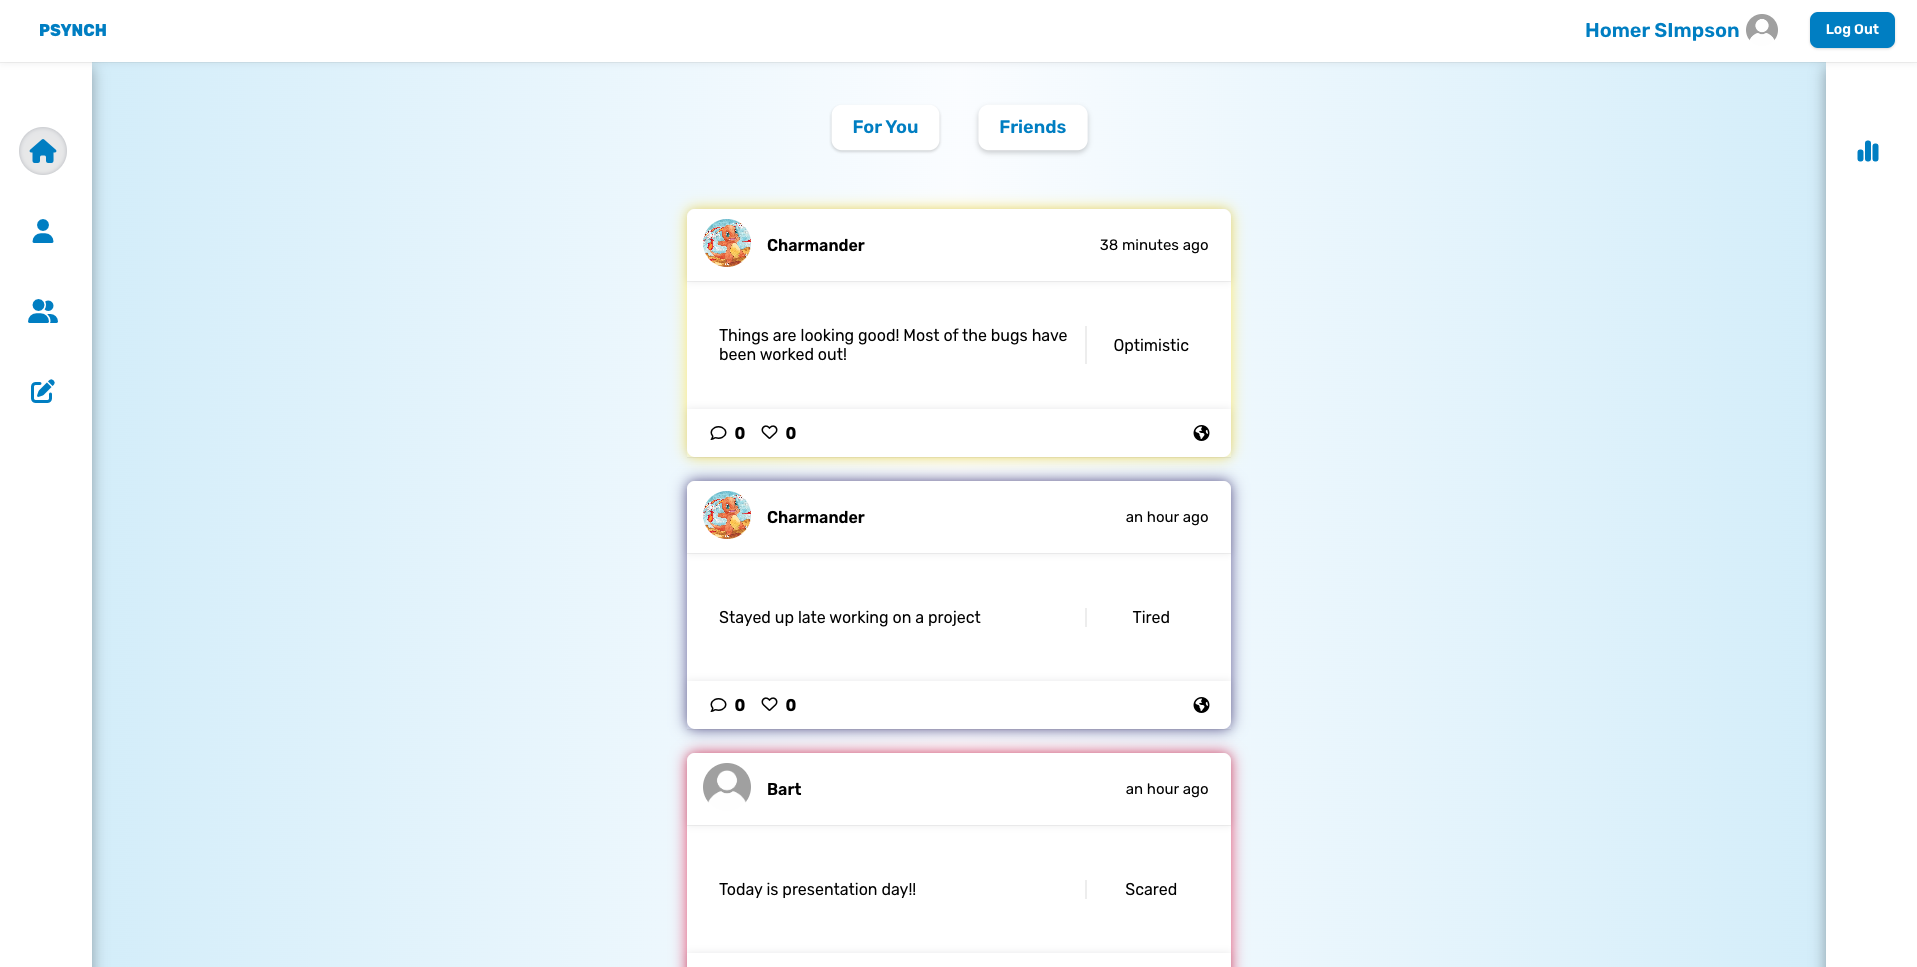 PSYNCH
Homer SImpson
Log Out
For You
Friends
Charmander
38 minutes ago
Things are looking good! Most of the bugs have
been worked out!
Optimistic
0
0
Charmander
an hour ago
Stayed up late working on a project
Tired
0
0
Bart
an hour ago
Today is presentation day!!
Scared